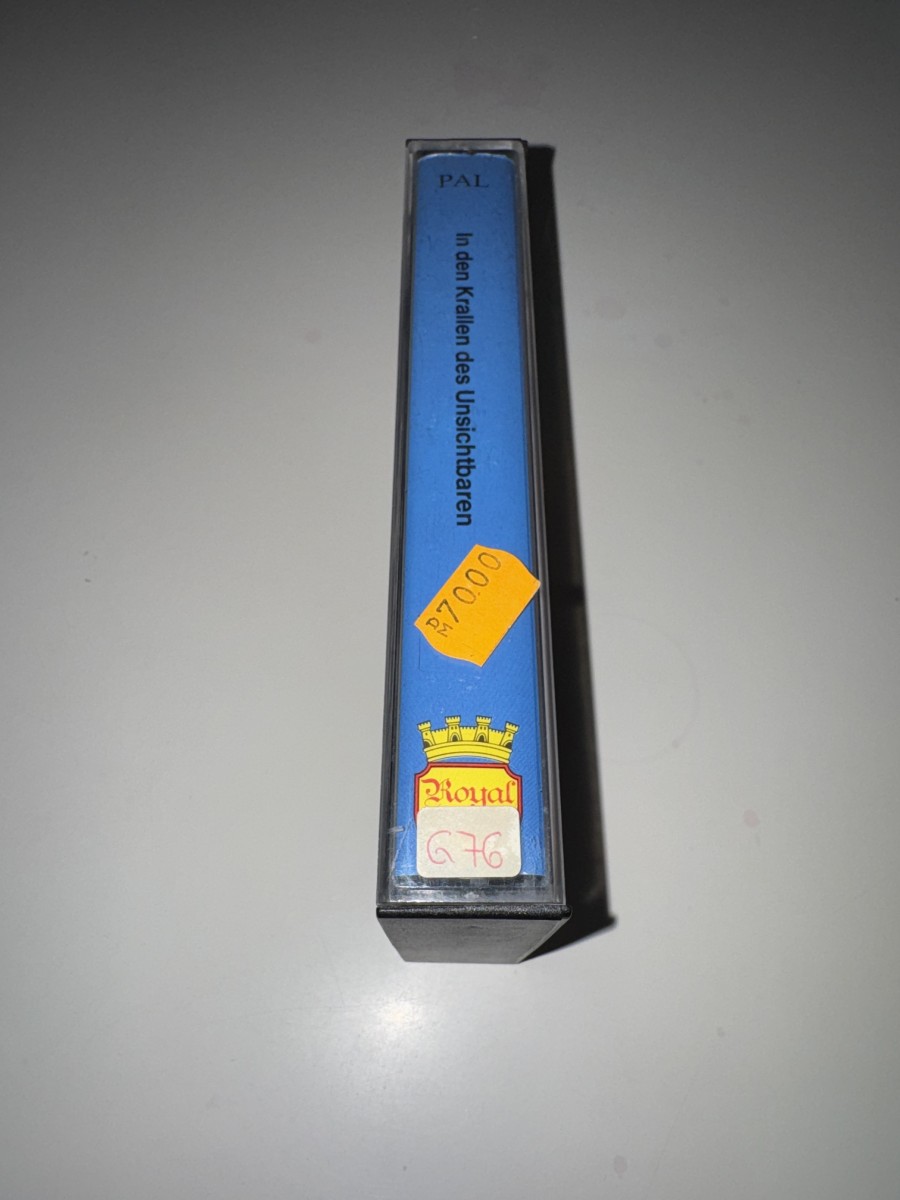 PAL
In den Krallen des Unsichtbaren
DM 70.00
Royal
G76